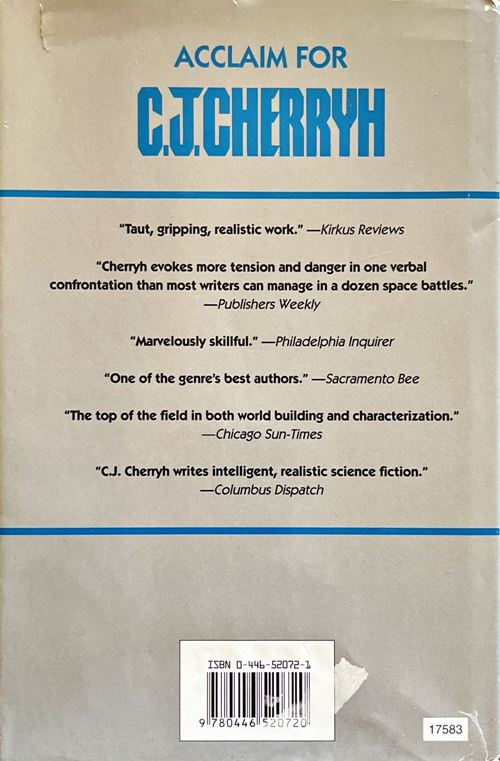 ACCLAIM FOR
C.J. CHERRYH
“Taut, gripping, realistic work.” —Kirkus Reviews
“Cherryh evokes more tension and danger in one verbal
confrontation than most writers can manage in a dozen space battles.”
—Publishers Weekly
“Marvelously skillful.” —Philadelphia Inquirer
“One of the genre’s best authors.” —Sacramento Bee
“The top of the field in both world building and characterization.”
—Chicago Sun-Times
“C.J. Cherryh writes intelligent, realistic science fiction.”
—Columbus Dispatch
ISBN 0-446-52072-1
9 780446 520720
17583